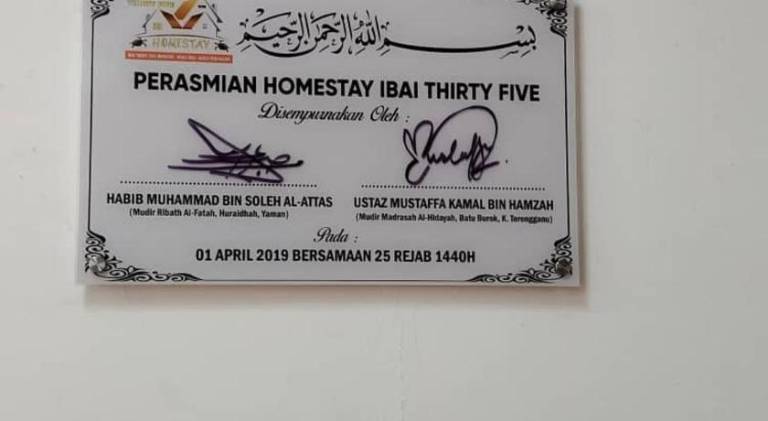 HOMESTAY
بسم الله الرحمن الرحيم
PERASMIAN HOMESTAY IBAI THIRTY FIVE
Disempurnakan Oleh :
HABIB MUHAMMAD BIN SOLEH AL-ATTAS
(Mudir Ribath Al-Fatah, Huraidhah, Yaman)
USTAZ MUSTAFFA KAMAL BIN HAMZAH
(Mudir Madrasah Al-Hidayah, Batu Burok, K. Terengganu)
Pada :
01 APRIL 2019 BERSAMAAN 25 REJAB 1440H